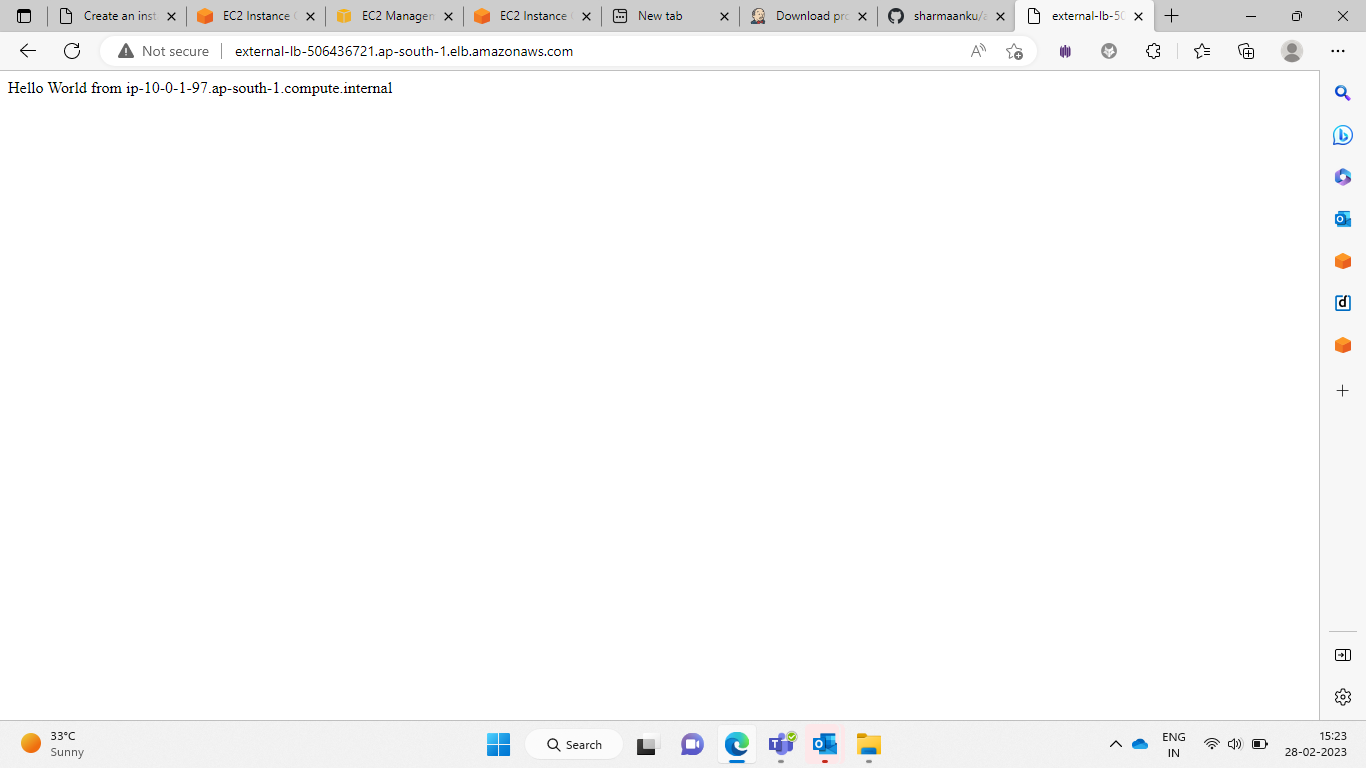 Create an inst
EC2 Instance C
EC2 Managem
EC2 Instance
New tab
Download pro
sharmaanku/a
external-lb-50
Not secure
external-lb-506436721.ap-south-1.elb.amazonaws.com
Hello World from ip-10-0-1-97.ap-south-1.compute.internal
33°C
Sunny
Search
ENG
IN
15:23
28-02-2023